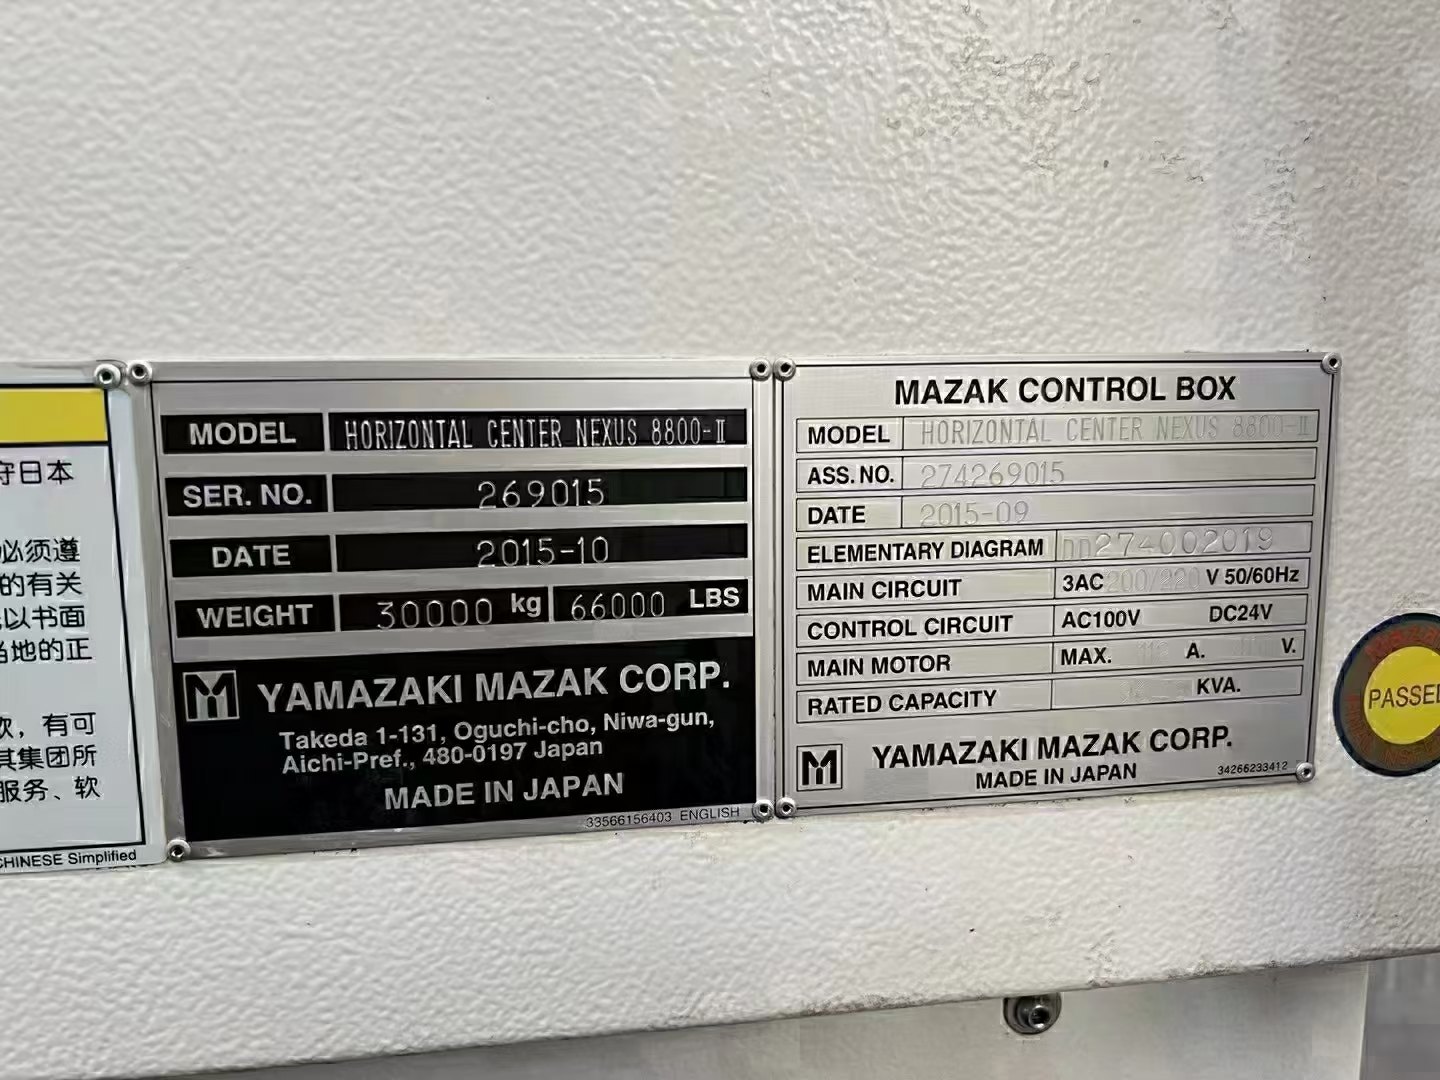 守日本
必须遵
的有关
以书面
当地的正
欢，有可
其集团所
服务、软
CHINESE Simplified
MODEL HORIZONTAL CENTER NEXUS 8800-II
SER. NO. 269015
DATE 2015-10
WEIGHT 30000 kg 66000 LBS
YAMAZAKI MAZAK CORP.
Takeda 1-131, Oguchi-cho, Niwa-gun,
Aichi-Pref., 480-0197 Japan
MADE IN JAPAN
33566156403 ENGLISH
MAZAK CONTROL BOX
MODEL HORIZONTAL CENTER NEXUS 8800-II
ASS. NO. 274269015
DATE 2015-09
ELEMENTARY DIAGRAM nn274002019
MAIN CIRCUIT 3AC 200/220 V 50/60Hz
CONTROL CIRCUIT AC100V DC24V
MAIN MOTOR MAX. A. V.
RATED CAPACITY KVA.
YAMAZAKI MAZAK CORP.
MADE IN JAPAN
34266233412
PASSED